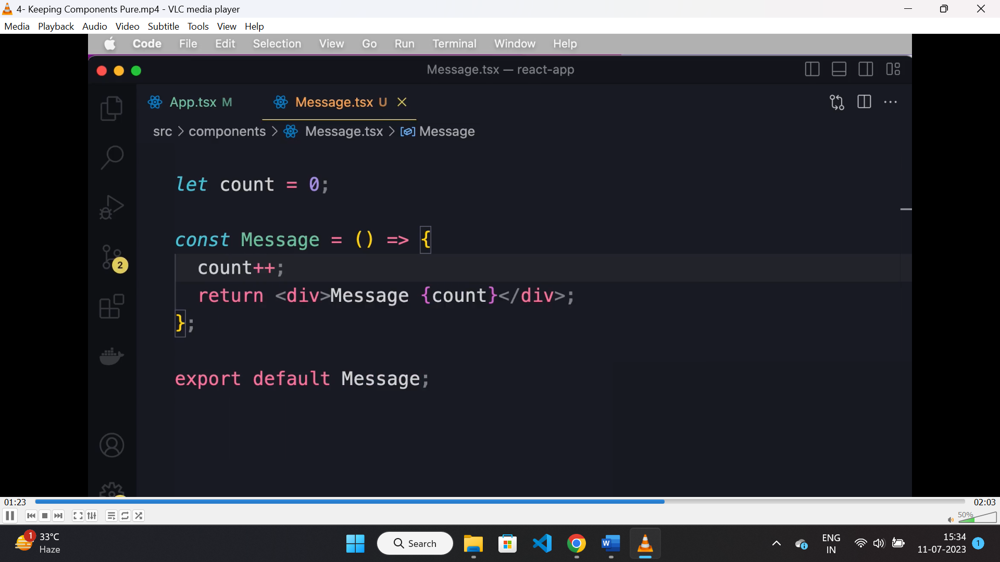 4- Keeping Components Pure.mp4 - VLC media player
Media Playback Audio Video Subtitle Tools View Help
Code File Edit Selection View Go Run Terminal Window Help
Message.tsx — react-app
App.tsx M Message.tsx U
src > components > Message.tsx > Message
let count = 0;
const Message = () => {
count++;
return <div>Message {count}</div>;
};
export default Message;
2
01:23 02:03
50%
1 33°C
Haze
Search
W
ENG
IN
15:34
11-07-2023
1